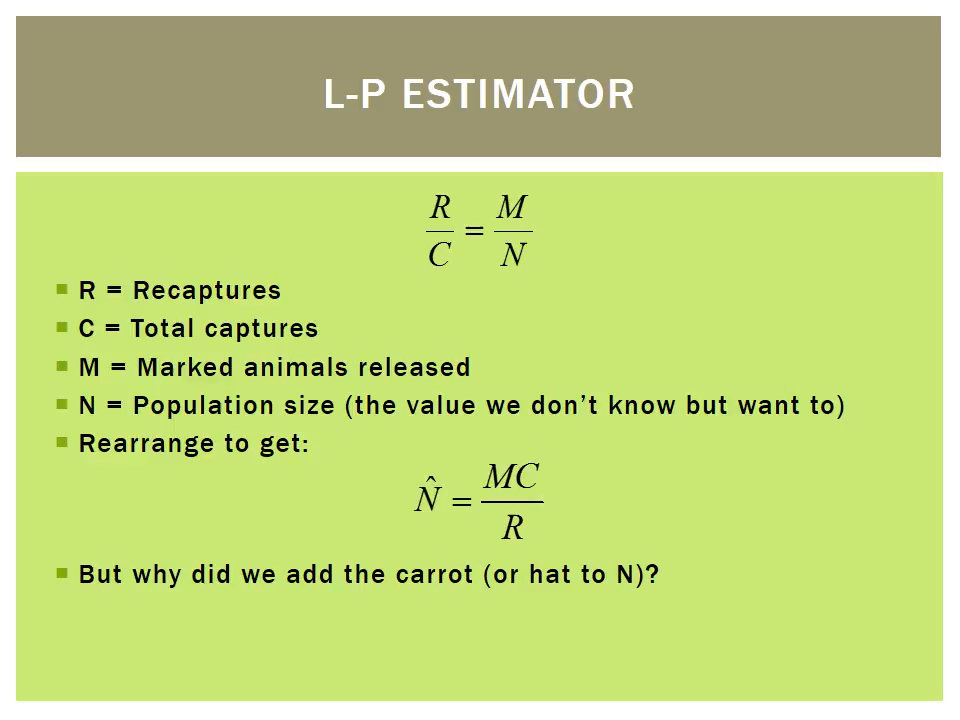 L-P ESTIMATOR
R/C = M/N
▪ R = Recaptures
▪ C = Total captures
▪ M = Marked animals released
▪ N = Population size (the value we don’t know but want to)
▪ Rearrange to get:
N̂ = MC/R
▪ But why did we add the carrot (or hat to N)?